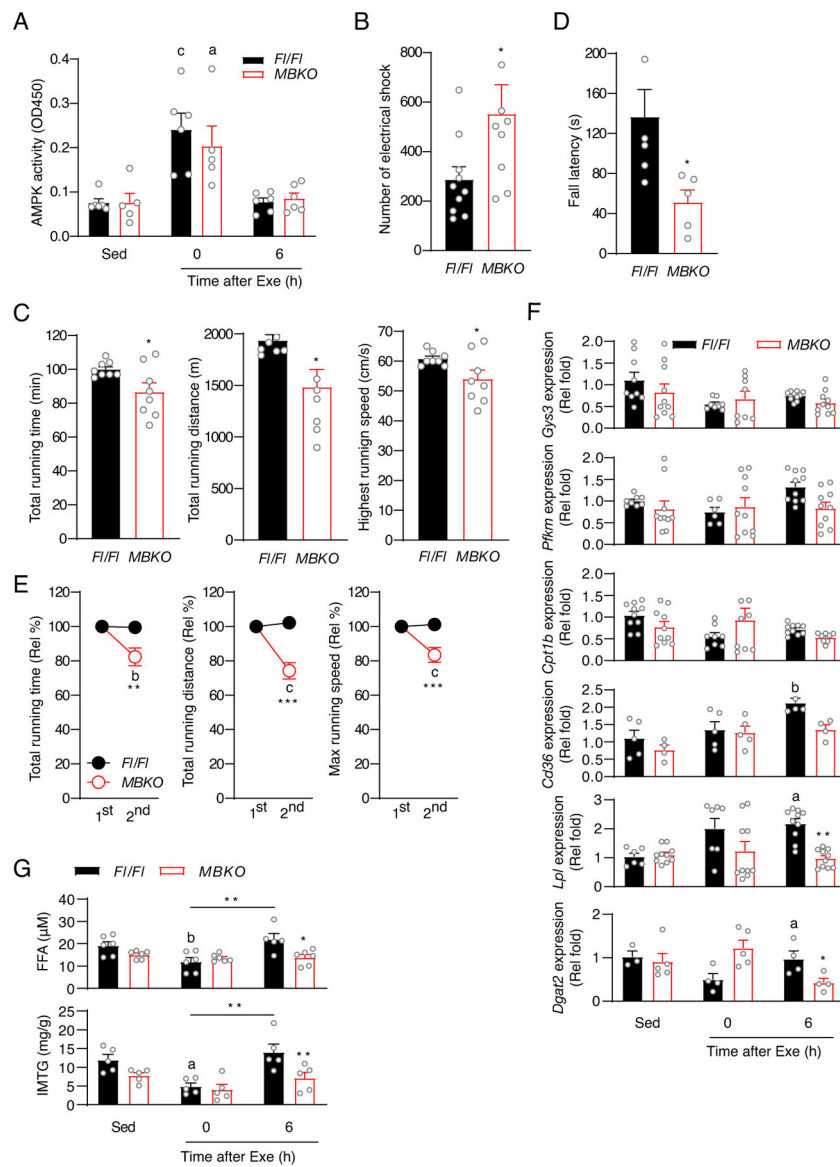 A
AMPK activity (OD450)
0.4
0.3
0.2
0.1
0.0
c
a
Fl/Fl
MBKO
Sed
0
6
Time after Exe (h)
B
Number of electrical shock
800
600
400
200
0
*
Fl/Fl MBKO
D
Fall latency (s)
200
160
120
80
40
0
*
Fl/Fl MBKO
C
Total running time (min)
120
100
80
60
40
20
0
*
Fl/Fl MBKO
Total running distance (m)
2000
1500
1000
500
0
*
Fl/Fl MBKO
Highest runnign speed (cm/s)
80
60
40
20
0
*
Fl/Fl MBKO
E
Total running time (Rel %)
120
100
80
60
40
20
0
b
**
Fl/Fl
MBKO
1st 2nd
Total running distance (Rel %)
120
100
80
60
40
20
0
c
***
1st 2nd
Max running speed (Rel %)
120
100
80
60
40
20
0
c
***
1st 2nd
F
Fl/Fl
MBKO
Gys3 expression
(Rel fold)
2.0
1.5
1.0
0.5
0.0
Pfkm expression
(Rel fold)
2.0
1.5
1.0
0.5
0.0
Cpt1b expression
(Rel fold)
2.0
1.5
1.0
0.5
0.0
Cd36 expression
(Rel fold)
2.5
2.0
1.5
1.0
0.5
0.0
b
Lpl expression
(Rel fold)
3
2
1
0
a
**
Dgat2 expression
(Rel fold)
2.0
1.5
1.0
0.5
0.0
a
*
Sed
0
6
Time after Exe (h)
G
Fl/Fl
MBKO
FFA (µM)
40
30
20
10
0
b
**
*
IMTG (mg/g)
25
20
15
10
5
0
a
**
**
Sed
0
6
Time after Exe (h)